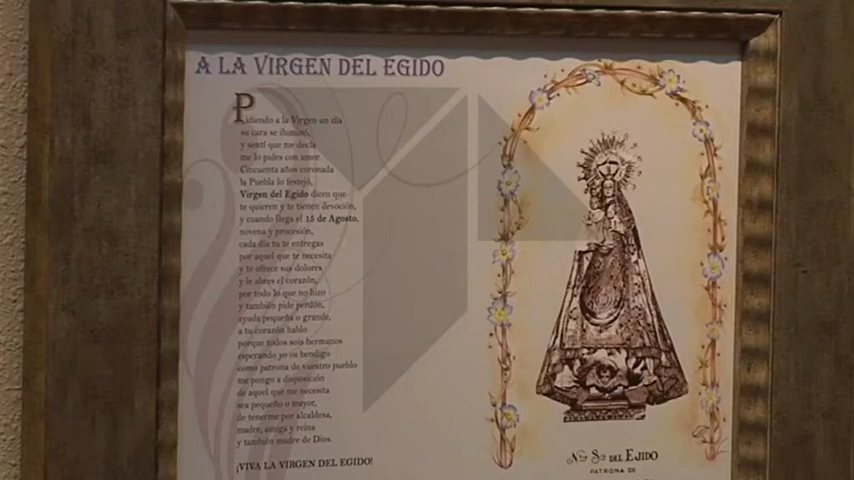 A LA VIRGEN DEL EGIDO
Pidiendo a la Virgen un día
su cara se iluminó,
y sentí que me decía
me lo pides con amor.
Cincuenta años coronada
la Puebla lo festejó,
Virgen del Egido dicen que
te quieren y te tienen devoción,
y cuando llega el 15 de Agosto,
novena y procesión,
cada día tu te entregas
por aquel que te necesita
y te ofrece sus dolores
y le abres el corazón,
por todo lo que no hizo
y también pide perdón,
ayuda pequeña o grande,
a tu corazón hablo
porque todos sois hermanos
esperando yo os bendigo
como patrona de vuestro pueblo
me pongo a disposición
de aquel que me necesita
sea pequeño o mayor,
de tenerme por alcaldesa,
madre, amiga y reina
y también madre de Dios.
¡VIVA LA VIRGEN DEL EGIDO!
Ntra Sra DEL EJIDO
PATRONA DE